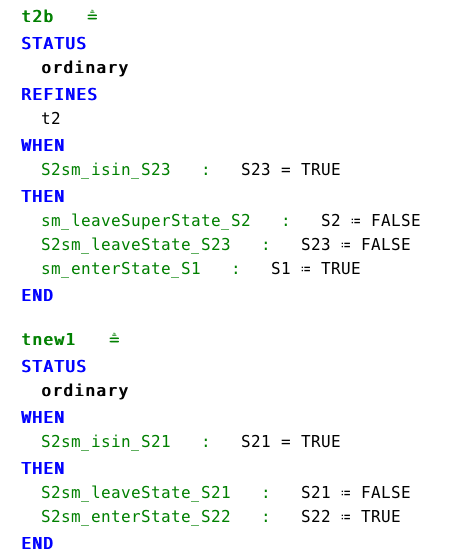 t2b ≙
STATUS
ordinary
REFINES
t2
WHEN
S2sm_isin_S23 : S23 = TRUE
THEN
sm_leaveSuperState_S2 : S2 ≔ FALSE
S2sm_leaveState_S23 : S23 ≔ FALSE
sm_enterState_S1 : S1 ≔ TRUE
END
tnew1 ≙
STATUS
ordinary
WHEN
S2sm_isin_S21 : S21 = TRUE
THEN
S2sm_leaveState_S21 : S21 ≔ FALSE
S2sm_enterState_S22 : S22 ≔ TRUE
END